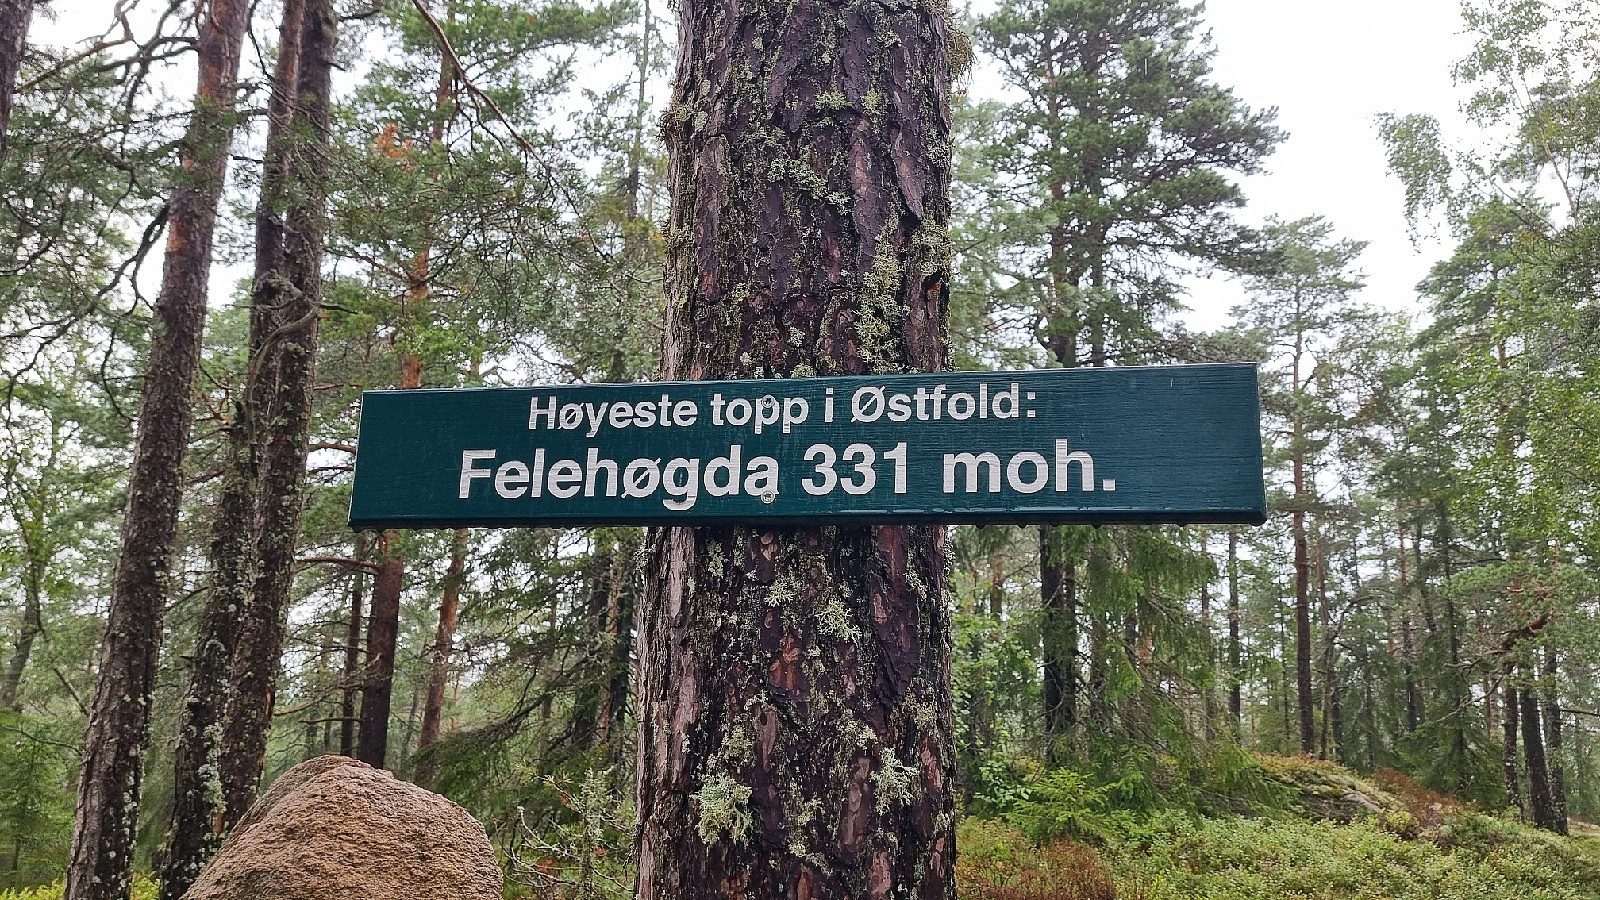 Høyeste topp i Østfold:
Felehøgda 331 moh.